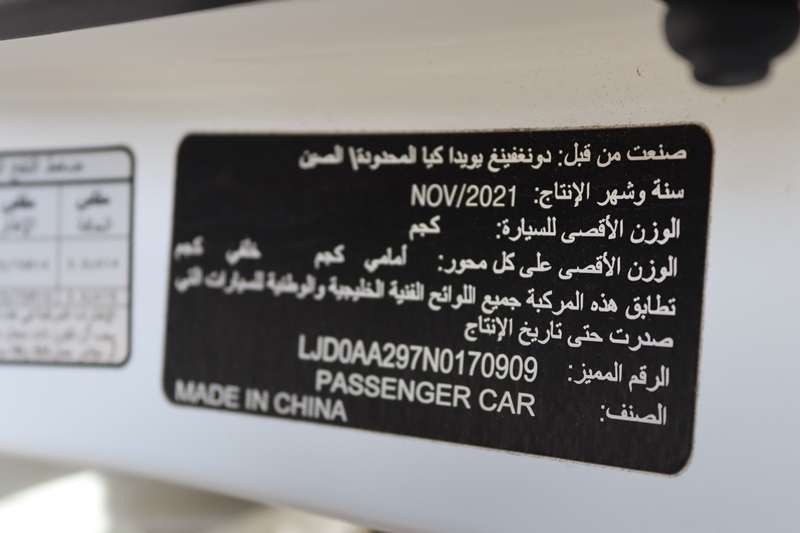 صنعت من قبل: دونغفينغ يويدا كيا المحدودة\ الصين
سنة وشهر الإنتاج: NOV/2021
الوزن الأقصى للسيارة: كجم
الوزن الأقصى على كل محور: أمامي كجم خلفي كجم
تطابق هذه المركبة جميع اللوائح الفنية الخليجية والوطنية للسيارات التي
صدرت حتى تاريخ الإنتاج
الرقم المميز: LJD0AA297N0170909
الصنف: PASSENGER CAR
MADE IN CHINA